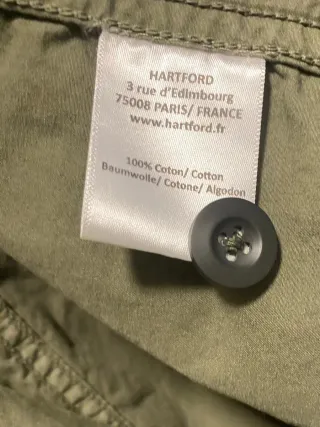 HARTFORD
3 rue d'Edimbourg
75008 PARIS/ FRANCE
www.hartford.fr
100% Coton/ Cotton
Baumwolle/ Cotone/ Algodon